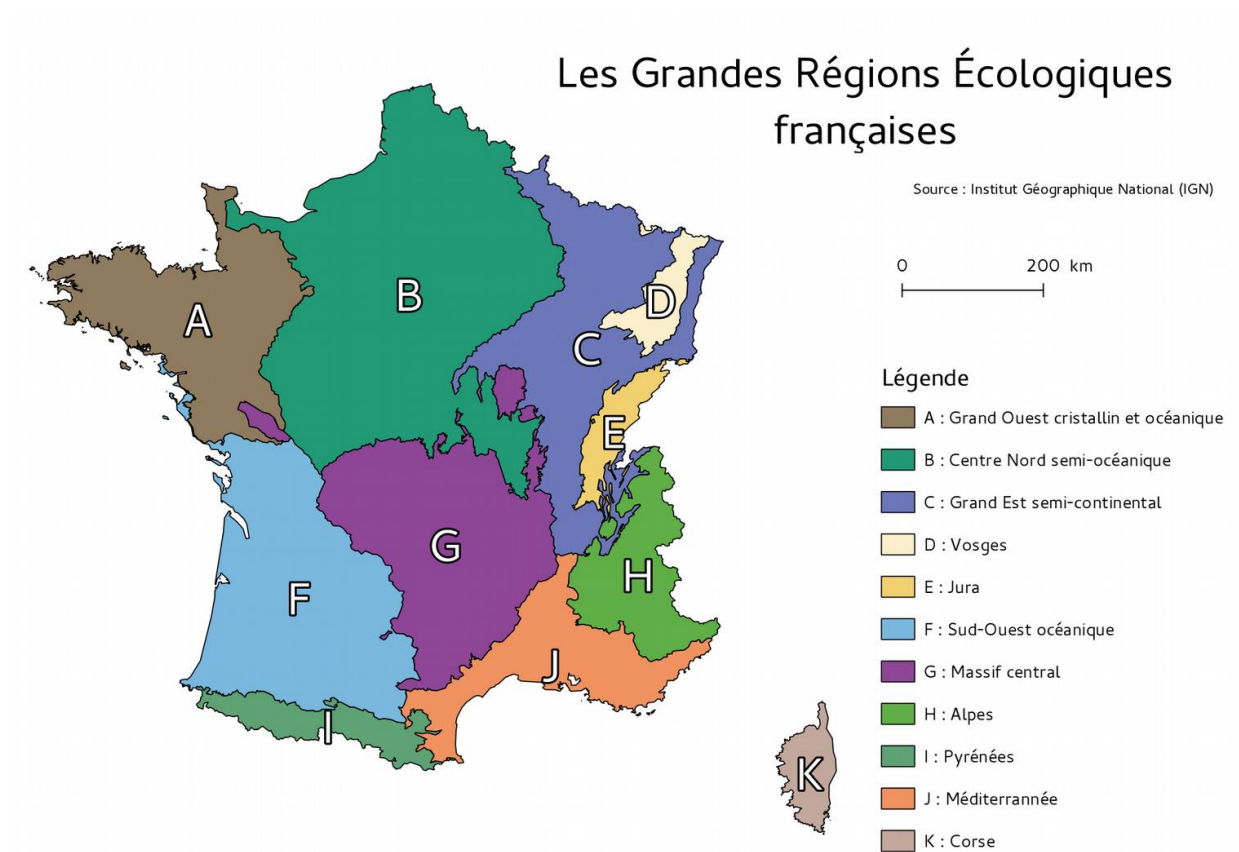 Les Grandes Régions Écologiques
françaises
Source : Institut Géographique National (IGN)
0 200 km
A
B
C
D
E
F
G
H
I
J
K
Légende
A : Grand Ouest cristallin et océanique
B : Centre Nord semi-océanique
C : Grand Est semi-continental
D : Vosges
E : Jura
F : Sud-Ouest océanique
G : Massif central
H : Alpes
I : Pyrénées
J : Méditerrannée
K : Corse